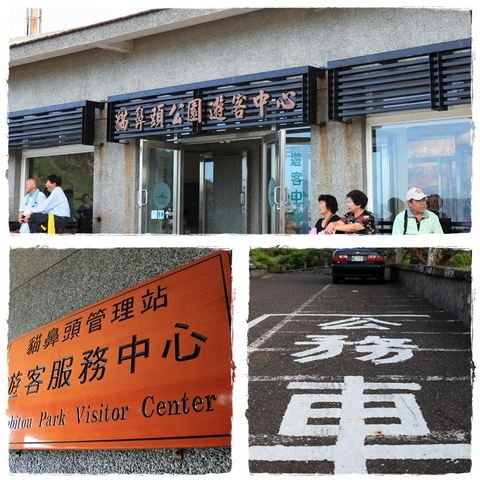 貓鼻頭公園遊客中心
遊客中心
貓鼻頭管理站
遊客服務中心
obitou Park Visitor Center
公
務
車